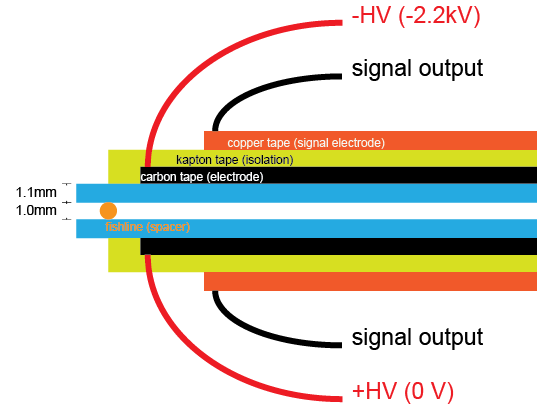 -HV (-2.2kV)
signal output
copper tape (signal electrode)
kapton tape (isolation)
carbon tape (electrode)
1.1mm
1.0mm
fishline (spacer)
signal output
+HV (0 V)